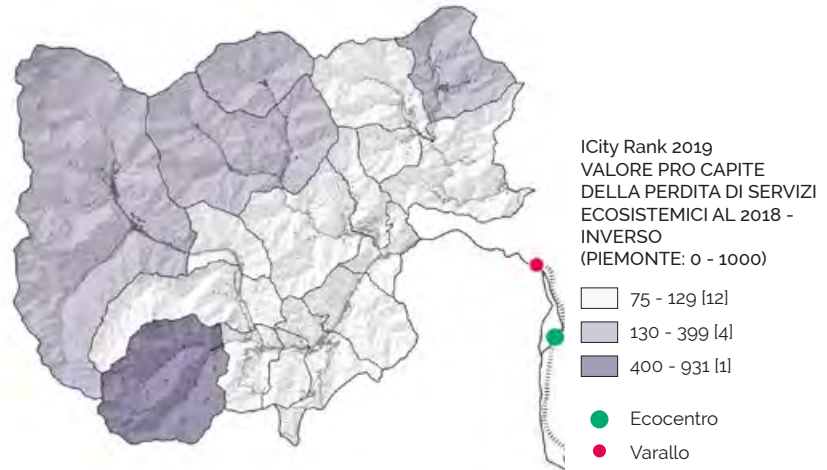 ICity Rank 2019
VALORE PRO CAPITE
DELLA PERDITA DI SERVIZI
ECOSISTEMICI AL 2018 -
INVERSO
(PIEMONTE: 0 - 1000)
75 - 129 [12]
130 - 399 [4]
400 - 931 [1]
Ecocentro
Varallo